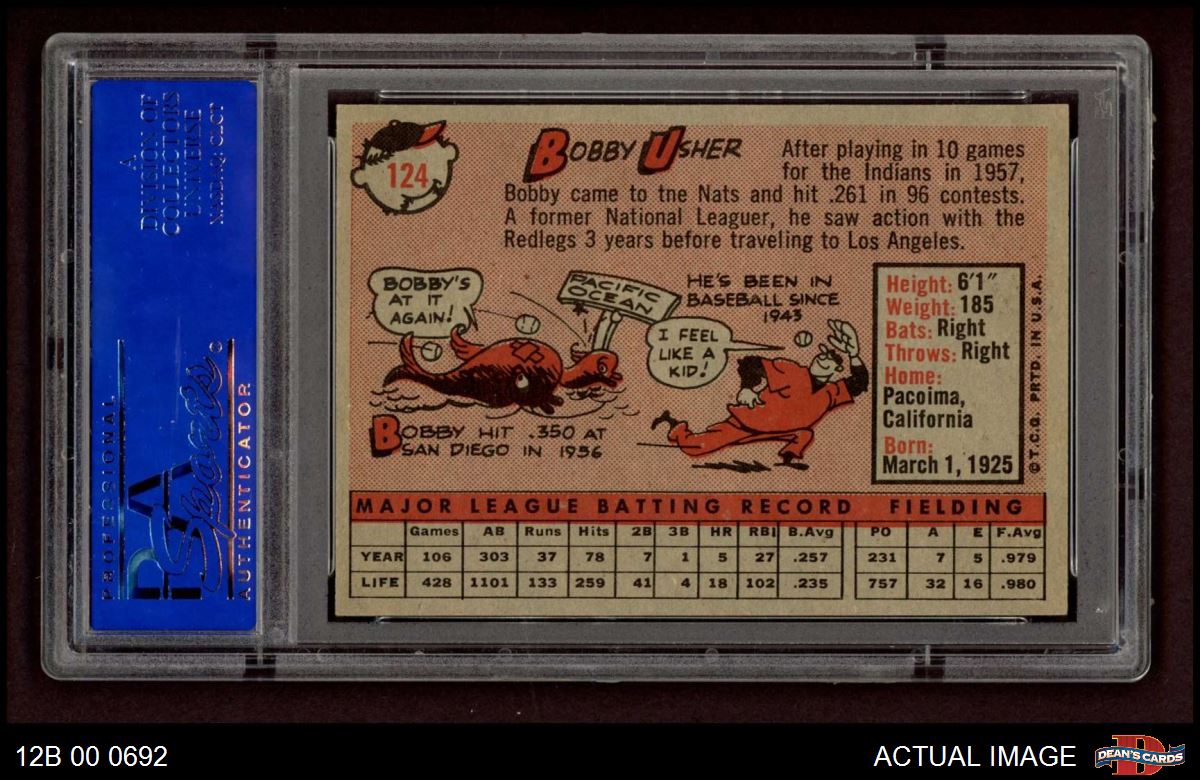 A
DIVISION OF
COLLECTORS
UNIVERSE
NASDAQ: CLCT
PROFESSIONAL
PSA
Sports
AUTHENTICATOR
124
BOBBY USHER
After playing in 10 games
for the Indians in 1957,
Bobby came to tne Nats and hit .261 in 96 contests.
A former National Leaguer, he saw action with the
Redlegs 3 years before traveling to Los Angeles.
BOBBY'S
AT IT
AGAIN!
PACIFIC
OCEAN
BOBBY HIT .350 AT
SAN DIEGO IN 1956
HE'S BEEN IN
BASEBALL SINCE
1943
I FEEL
LIKE A
KID!
Height: 6'1"
Weight: 185
Bats: Right
Throws: Right
Home:
Pacoima,
California
Born:
March 1, 1925
© T.C.G. PRTD. IN U.S.A.
MAJOR LEAGUE BATTING RECORD FIELDING
Games AB Runs Hits 2B 3B HR RBI B.Avg PO A E F.Avg
YEAR 106 303 37 78 7 1 5 27 .257 231 7 5 .979
LIFE 428 1101 133 259 41 4 18 102 .235 757 32 16 .980
12B 00 0692
ACTUAL IMAGE
DEAN'S CARDS